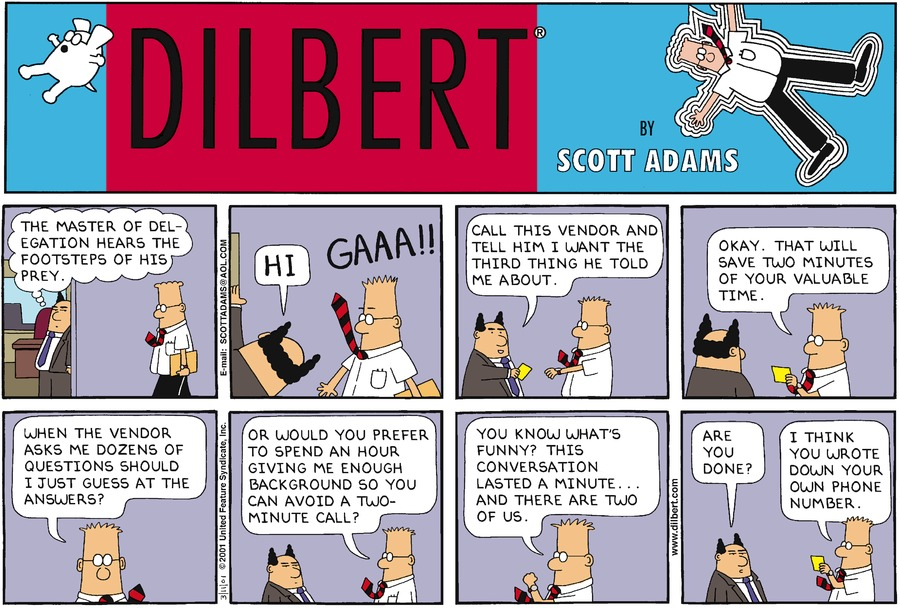 DILBERT®
BY
SCOTT ADAMS
THE MASTER OF DEL-
EGATION HEARS THE
FOOTSTEPS OF HIS
PREY.
E-mail: SCOTTADAMS@AOL.COM
HI
GAAA!!
CALL THIS VENDOR AND
TELL HIM I WANT THE
THIRD THING HE TOLD
ME ABOUT.
OKAY. THAT WILL
SAVE TWO MINUTES
OF YOUR VALUABLE
TIME.
WHEN THE VENDOR
ASKS ME DOZENS OF
QUESTIONS SHOULD
I JUST GUESS AT THE
ANSWERS?
3/11/01 © 2001 United Feature Syndicate, Inc.
OR WOULD YOU PREFER
TO SPEND AN HOUR
GIVING ME ENOUGH
BACKGROUND SO YOU
CAN AVOID A TWO-
MINUTE CALL?
YOU KNOW WHAT'S
FUNNY? THIS
CONVERSATION
LASTED A MINUTE...
AND THERE ARE TWO
OF US.
www.dilbert.com
ARE
YOU
DONE?
I THINK
YOU WROTE
DOWN YOUR
OWN PHONE
NUMBER.